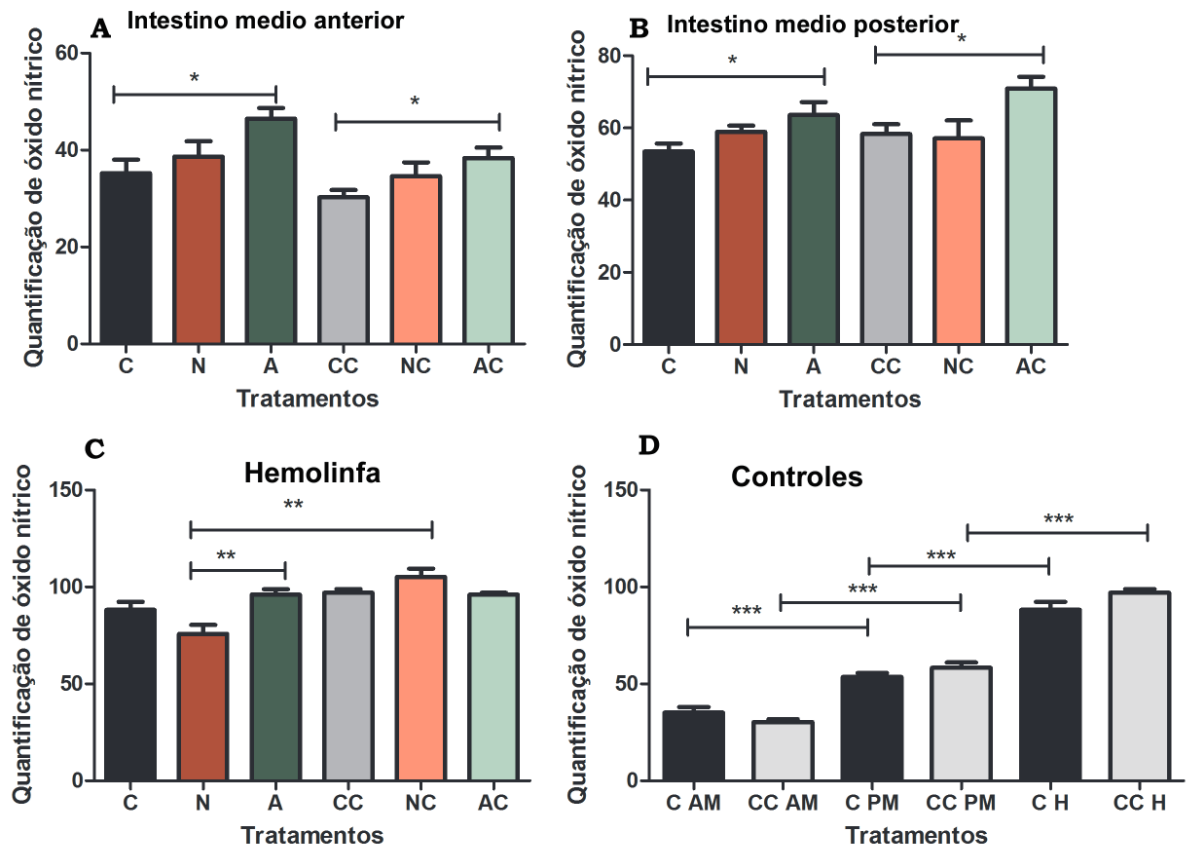 A Intestino medio anterior
Quantificação de óxido nítrico
60
40
20
0
*
*
C N A CC NC AC
Tratamentos
B Intestino medio posterior
Quantificação de óxido nítrico
80
60
40
20
0
*
*
C N A CC NC AC
Tratamentos
C Hemolinfa
Quantificação de óxido nítrico
150
100
50
0
**
**
C N A CC NC AC
Tratamentos
D Controles
Quantificação de óxido nítrico
150
100
50
0
***
***
***
***
C AM CC AM C PM CC PM C H CC H
Tratamentos